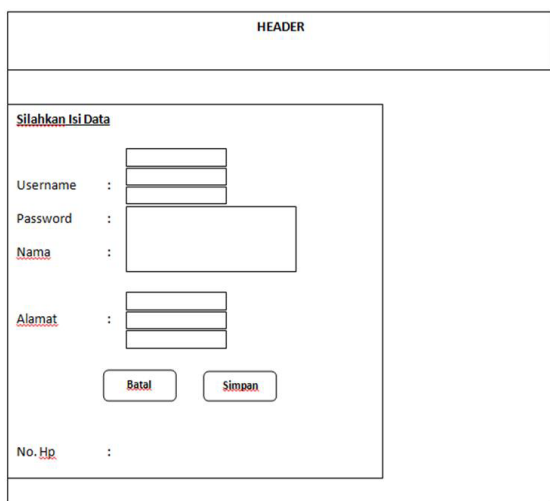 HEADER
Silahkan Isi Data
Username :
Password :
Nama :
Alamat :
Batal Simpan
No. Hp :